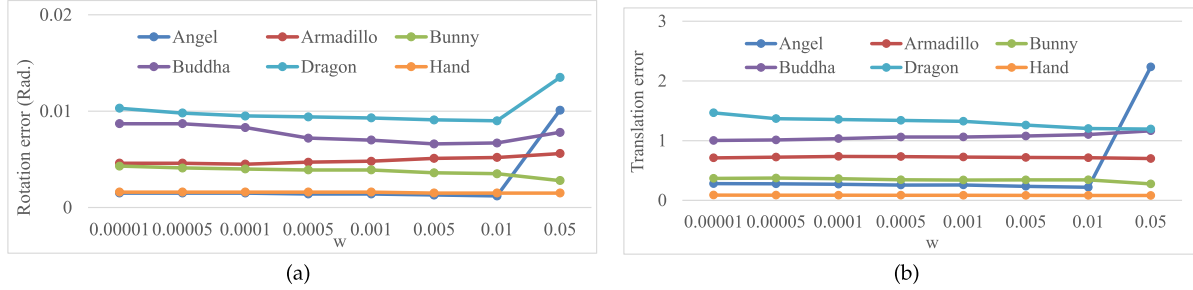 0.02
Angel Armadillo Bunny
Buddha Dragon Hand
0.01
0
Rotation error (Rad.)
0.00001 0.00005 0.0001 0.0005 0.001 0.005 0.01 0.05
w
(a)
3
Angel Armadillo Bunny
Buddha Dragon Hand
2
1
0
Translation error
0.00001 0.00005 0.0001 0.0005 0.001 0.005 0.01 0.05
w
(b)